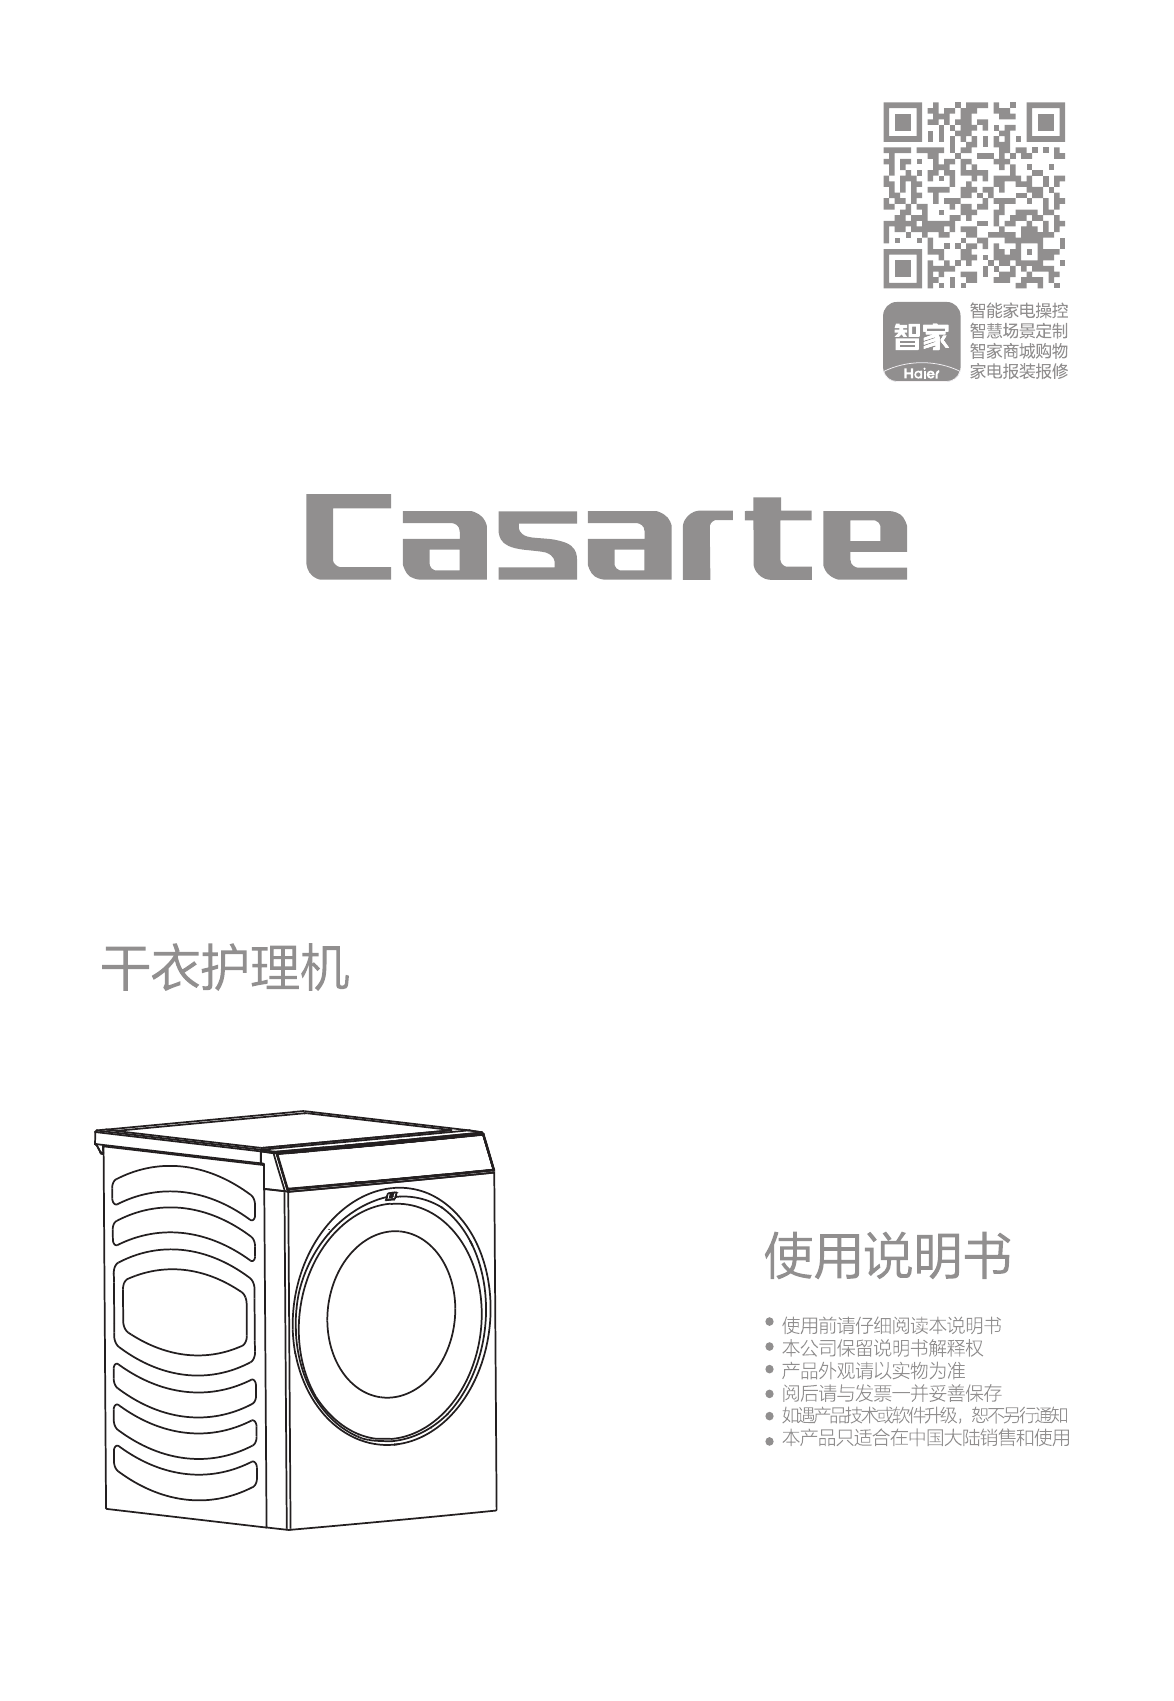 智家
Haier
智能家电操控
智慧场景定制
智家商城购物
家电报装报修
Casarte
干衣护理机
使用说明书
● 使用前请仔细阅读本说明书
● 本公司保留说明书解释权
● 产品外观请以实物为准
● 阅后请与发票一并妥善保存
● 如遇产品技术或软件升级，恕不另行通知
● 本产品只适合在中国大陆销售和使用